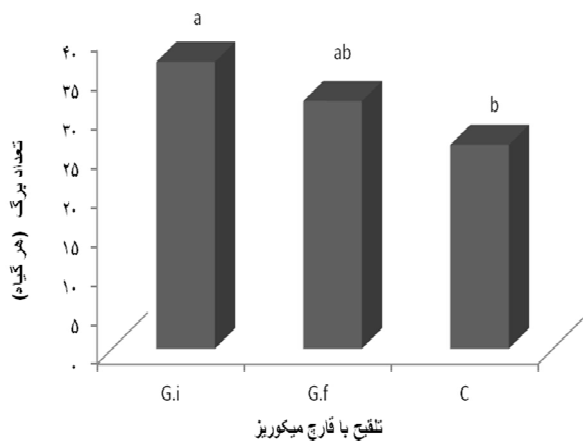 a
ab
b
۴۰
۳۵
۳۰
۲۵
۲۰
۱۵
۱۰
۵
۰
تعداد برگ (هر گیاه)
G.i
G.f
C
تلقیح با قارچ میکوریز